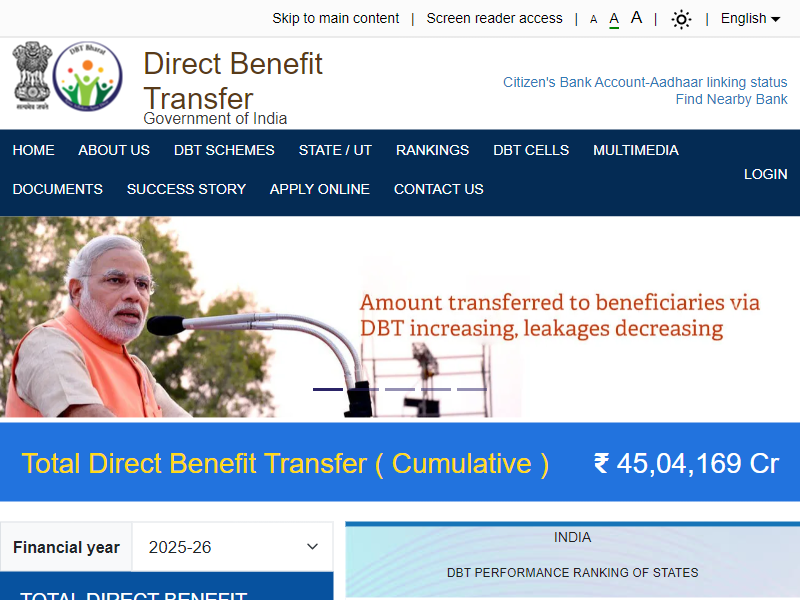 Skip to main content | Screen reader access | A A A | | English
DBT Bharat
सत्यमेव जयते
Direct Benefit
Transfer
Government of India
Citizen's Bank Account-Aadhaar linking status
Find Nearby Bank
HOME ABOUT US DBT SCHEMES STATE / UT RANKINGS DBT CELLS MULTIMEDIA
LOGIN
DOCUMENTS SUCCESS STORY APPLY ONLINE CONTACT US
Amount transferred to beneficiaries via
DBT increasing, leakages decreasing
Total Direct Benefit Transfer ( Cumulative ) ₹ 45,04,169 Cr
Financial year 2025-26
INDIA
DBT PERFORMANCE RANKING OF STATES
TOTAL DIRECT BENEFIT